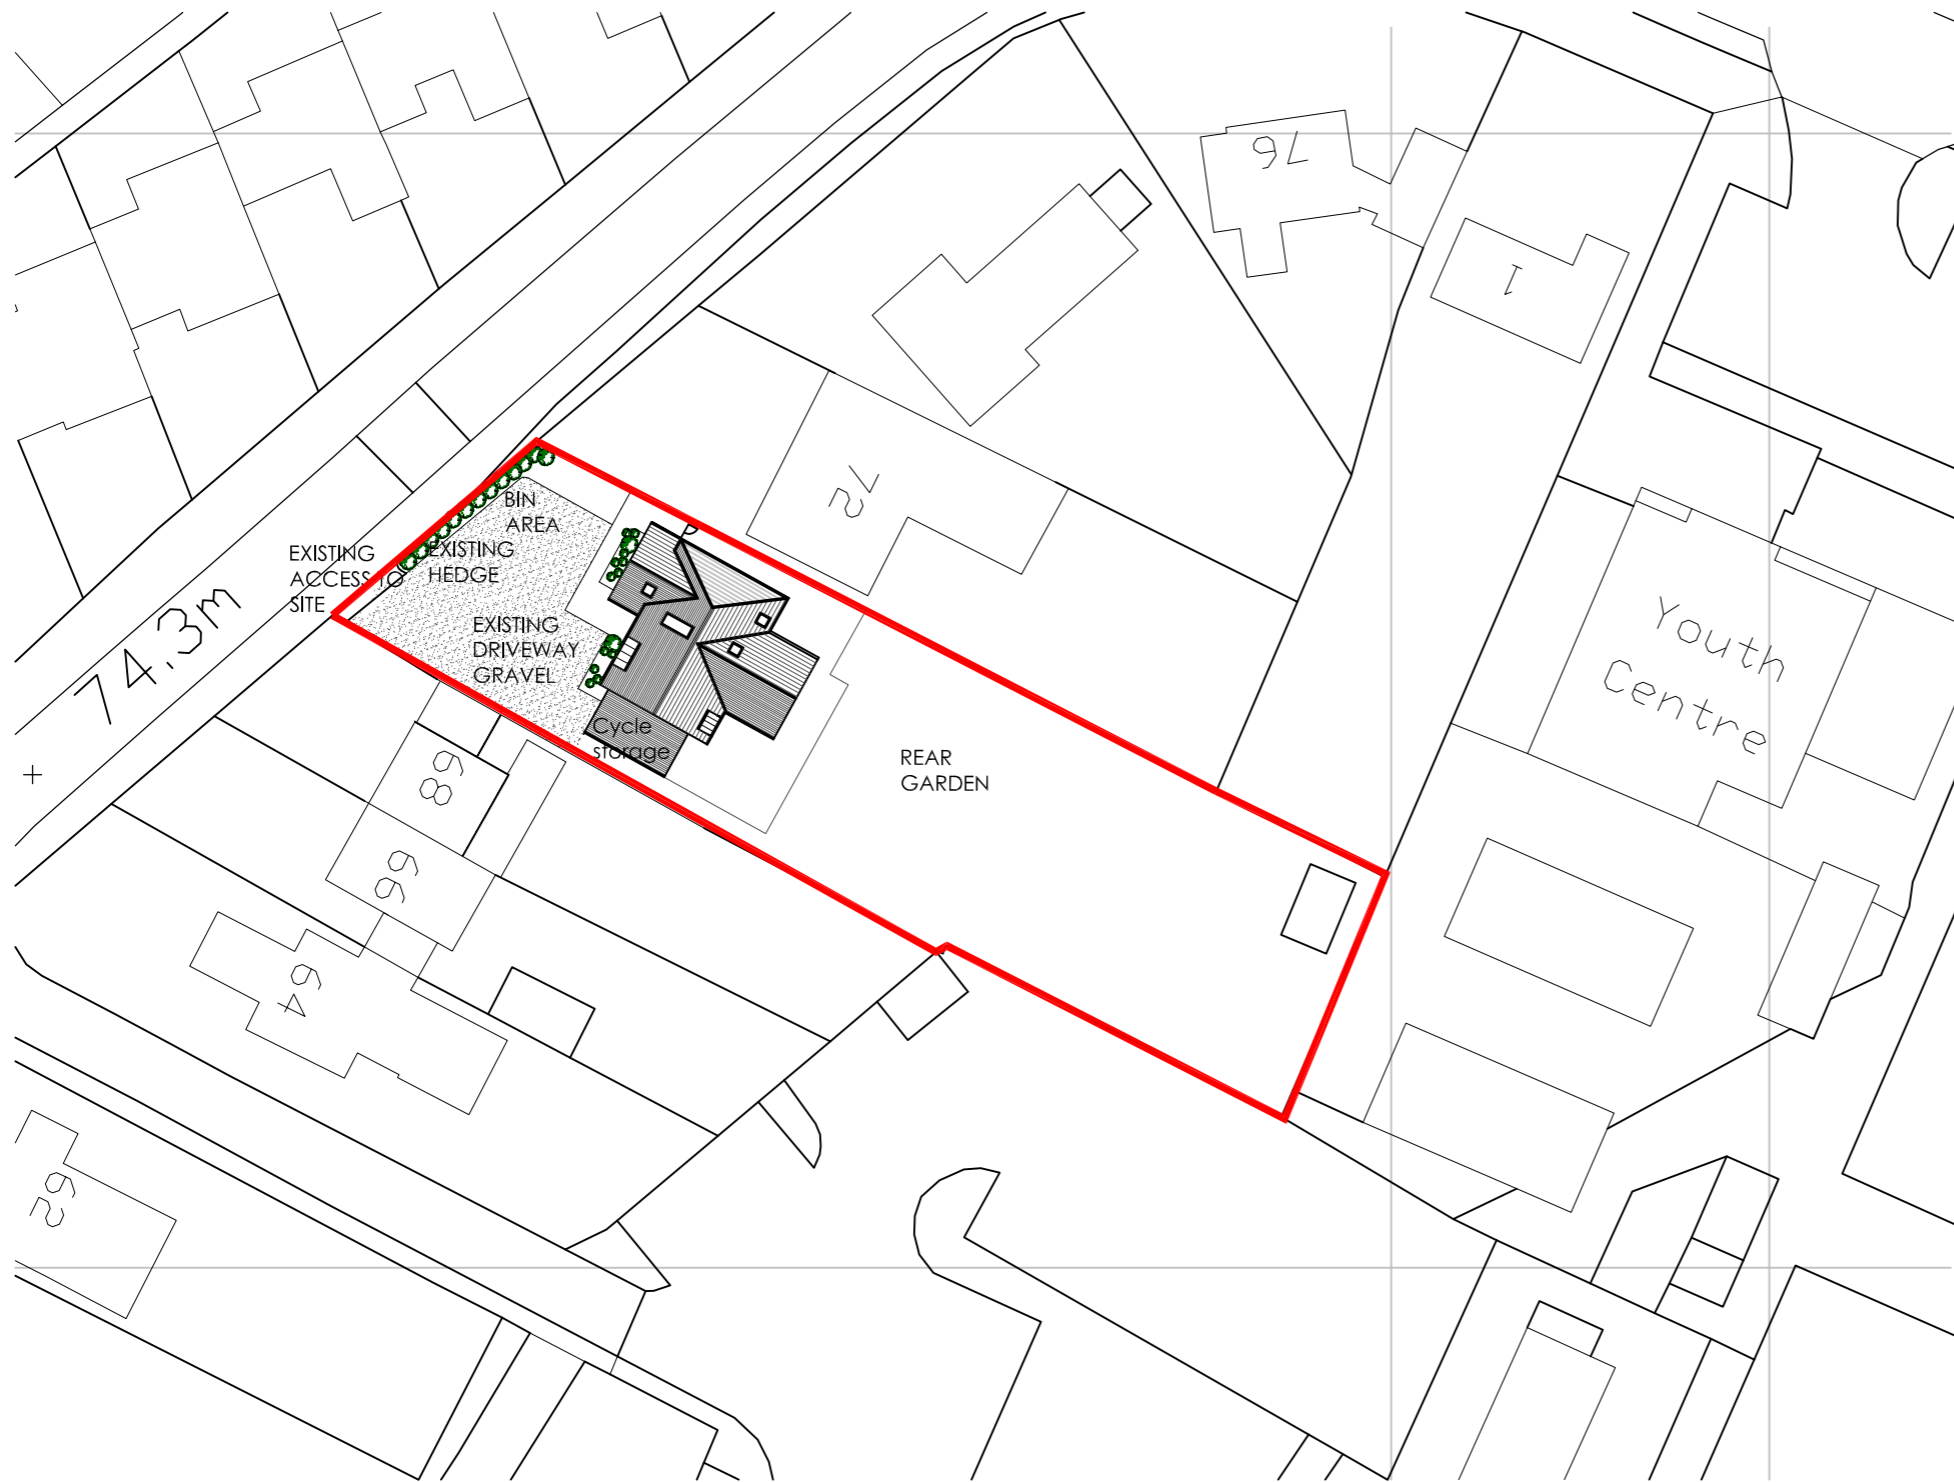 76
1
72
BIN
AREA
EXISTING
HEDGE
EXISTING
ACCESS TO
SITE
74.3m
EXISTING
DRIVEWAY
GRAVEL
Cycle
storage
REAR
GARDEN
Youth
Centre
68
66
64
62